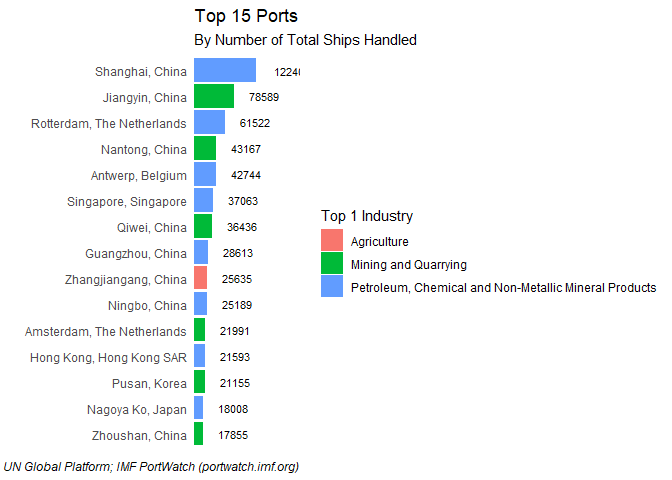 Top 15 Ports
By Number of Total Ships Handled
Shanghai, China 1224
Jiangyin, China 78589
Rotterdam, The Netherlands 61522
Nantong, China 43167
Antwerp, Belgium 42744
Singapore, Singapore 37063
Qiwei, China 36436
Guangzhou, China 28613
Zhangjiangang, China 25635
Ningbo, China 25189
Amsterdam, The Netherlands 21991
Hong Kong, Hong Kong SAR 21593
Pusan, Korea 21155
Nagoya Ko, Japan 18008
Zhoushan, China 17855
Top 1 Industry
Agriculture
Mining and Quarrying
Petroleum, Chemical and Non-Metallic Mineral Products
UN Global Platform; IMF PortWatch (portwatch.imf.org)